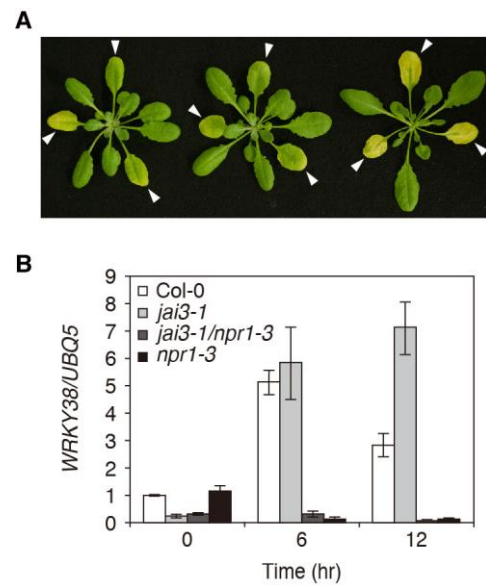 A
B
WRKY38/UBQ5
9
8
7
6
5
4
3
2
1
0
Col-0
jai3-1
jai3-1/npr1-3
npr1-3
0 6 12
Time (hr)